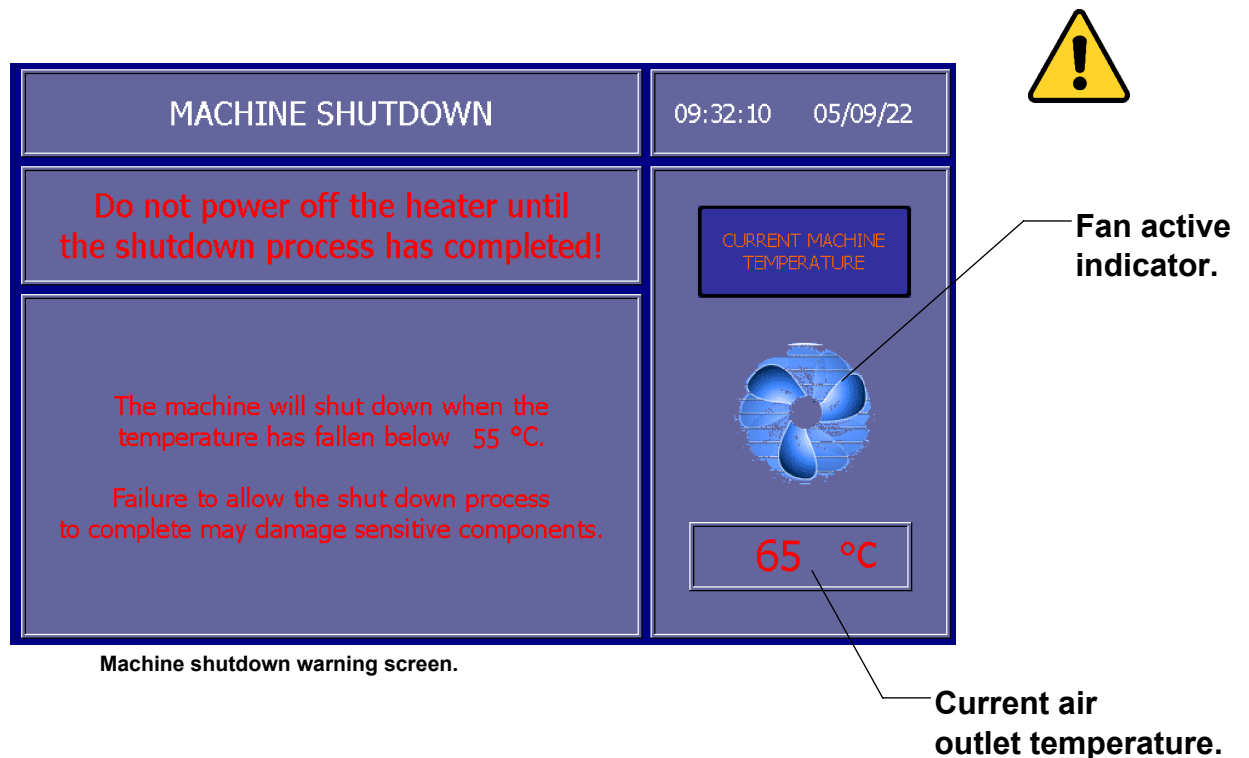 MACHINE SHUTDOWN
09:32:10 05/09/22
Do not power off the heater until
the shutdown process has completed!
CURRENT MACHINE
TEMPERATURE
Fan active
indicator.
The machine will shut down when the
temperature has fallen below 55 °C.
Failure to allow the shut down process
to complete may damage sensitive components.
65 °C
Machine shutdown warning screen.
Current air
outlet temperature.